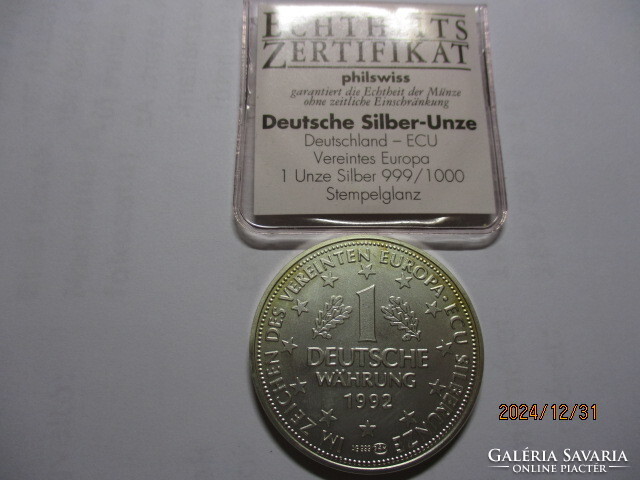 ECHTHEITS
ZERTIFIKAT
philswiss
garantiert die Echtheit der Münze
ohne zeitliche Einschränkung
Deutsche Silber-Unze
Deutschland – ECU
Vereintes Europa
1 Unze Silber 999/1000
Stempelglanz
IM ZEICHEN DES VEREINTEN EUROPA · ECU SILBERUNZE
1
DEUTSCHE
WÄHRUNG
1992
2024/12/31
GALÉRIA SAVARIA
ONLINE PIACTÉR